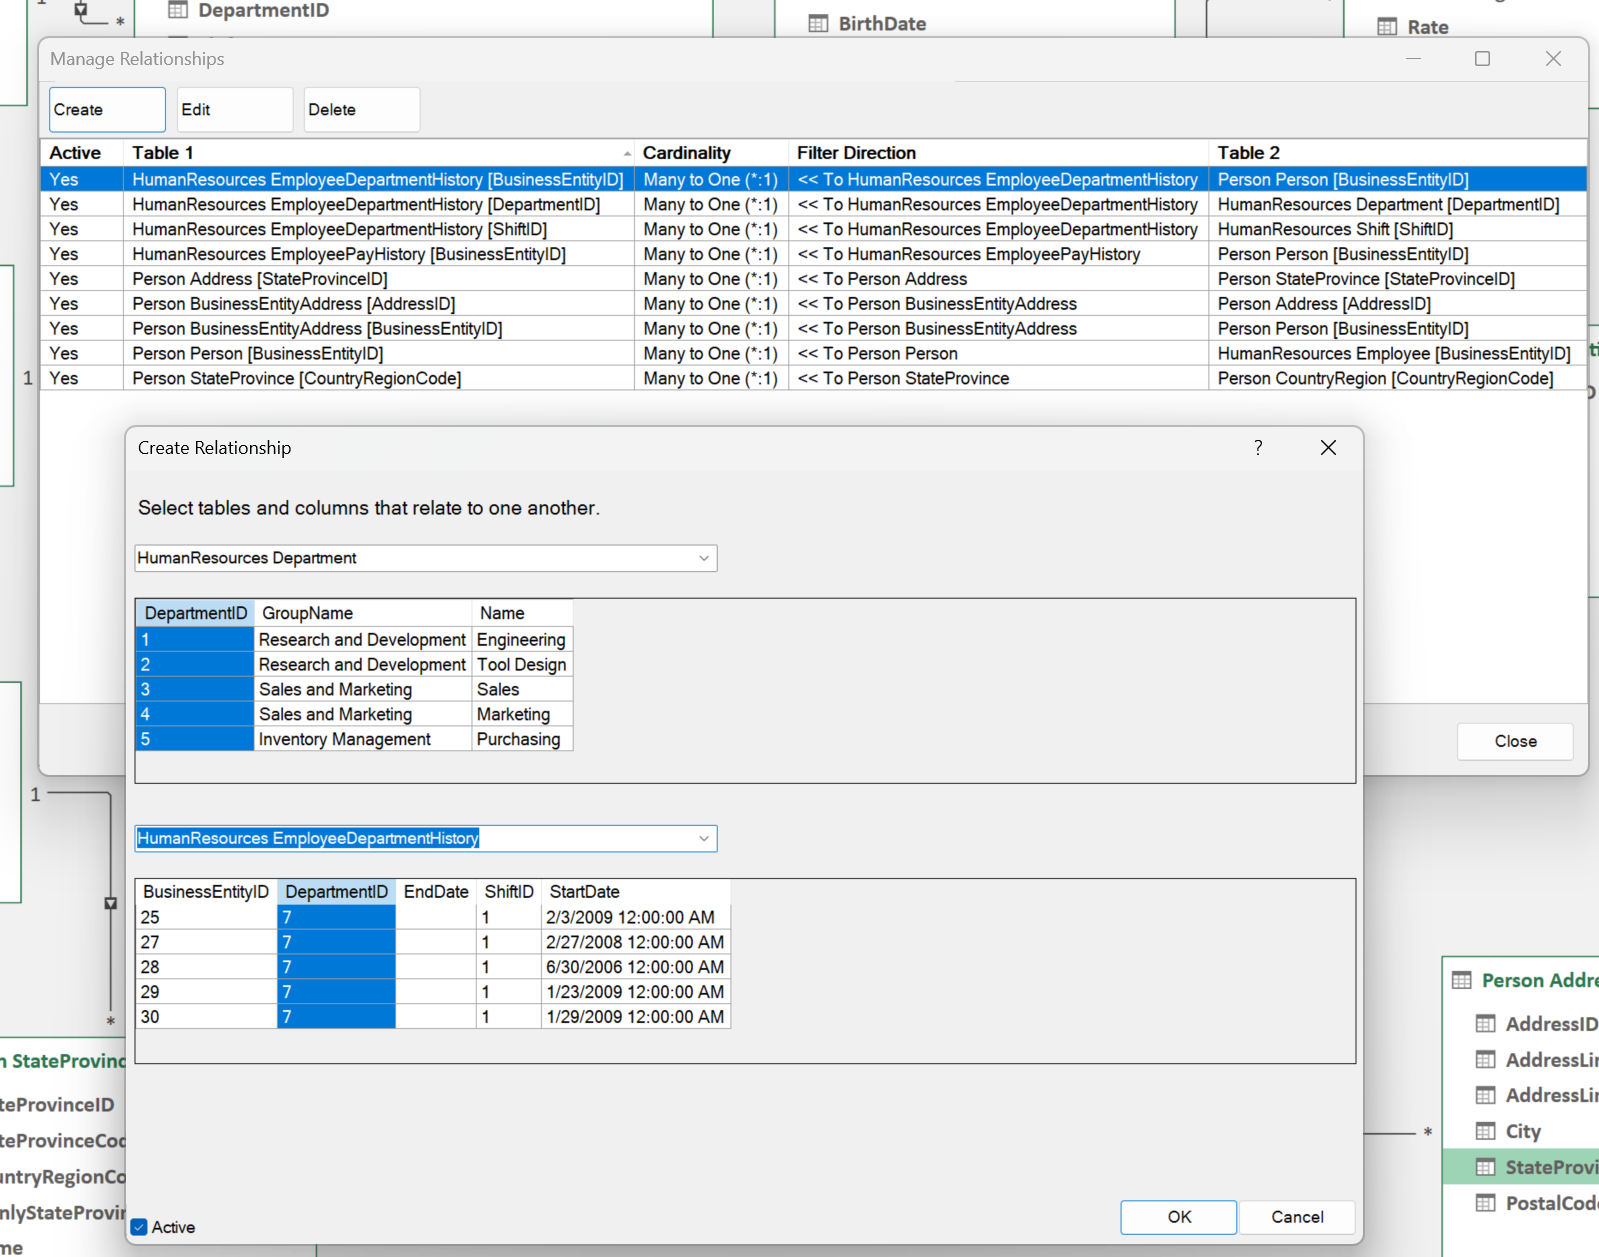 1
*
DepartmentID
BirthDate
Rate
Manage Relationships
Create Edit Delete
Active Table 1 Cardinality Filter Direction Table 2
Yes HumanResources EmployeeDepartmentHistory [BusinessEntityID] Many to One (*:1) << To HumanResources EmployeeDepartmentHistory Person Person [BusinessEntityID]
Yes HumanResources EmployeeDepartmentHistory [DepartmentID] Many to One (*:1) << To HumanResources EmployeeDepartmentHistory HumanResources Department [DepartmentID]
Yes HumanResources EmployeeDepartmentHistory [ShiftID] Many to One (*:1) << To HumanResources EmployeeDepartmentHistory HumanResources Shift [ShiftID]
Yes HumanResources EmployeePayHistory [BusinessEntityID] Many to One (*:1) << To HumanResources EmployeePayHistory Person Person [BusinessEntityID]
Yes Person Address [StateProvinceID] Many to One (*:1) << To Person Address Person StateProvince [StateProvinceID]
Yes Person BusinessEntityAddress [AddressID] Many to One (*:1) << To Person BusinessEntityAddress Person Address [AddressID]
Yes Person BusinessEntityAddress [BusinessEntityID] Many to One (*:1) << To Person BusinessEntityAddress Person Person [BusinessEntityID]
Yes Person Person [BusinessEntityID] Many to One (*:1) << To Person Person HumanResources Employee [BusinessEntityID]
1 Yes Person StateProvince [CountryRegionCode] Many to One (*:1) << To Person StateProvince Person CountryRegion [CountryRegionCode]
Create Relationship ?
Select tables and columns that relate to one another.
HumanResources Department
DepartmentID GroupName Name
1 Research and Development Engineering
2 Research and Development Tool Design
3 Sales and Marketing Sales
4 Sales and Marketing Marketing
5 Inventory Management Purchasing
Close
1
HumanResources EmployeeDepartmentHistory
BusinessEntityID DepartmentID EndDate ShiftID StartDate
25 7 1 2/3/2009 12:00:00 AM
27 7 1 2/27/2008 12:00:00 AM
28 7 1 6/30/2006 12:00:00 AM
29 7 1 1/23/2009 12:00:00 AM
30 7 1 1/29/2009 12:00:00 AM
*
Active
OK Cancel
n StateProvinc
teProvinceID
teProvinceCod
untryRegionCo
nlyStateProvin
me
*
Person Addre
AddressID
AddressLin
AddressLin
City
StateProvi
PostalCode